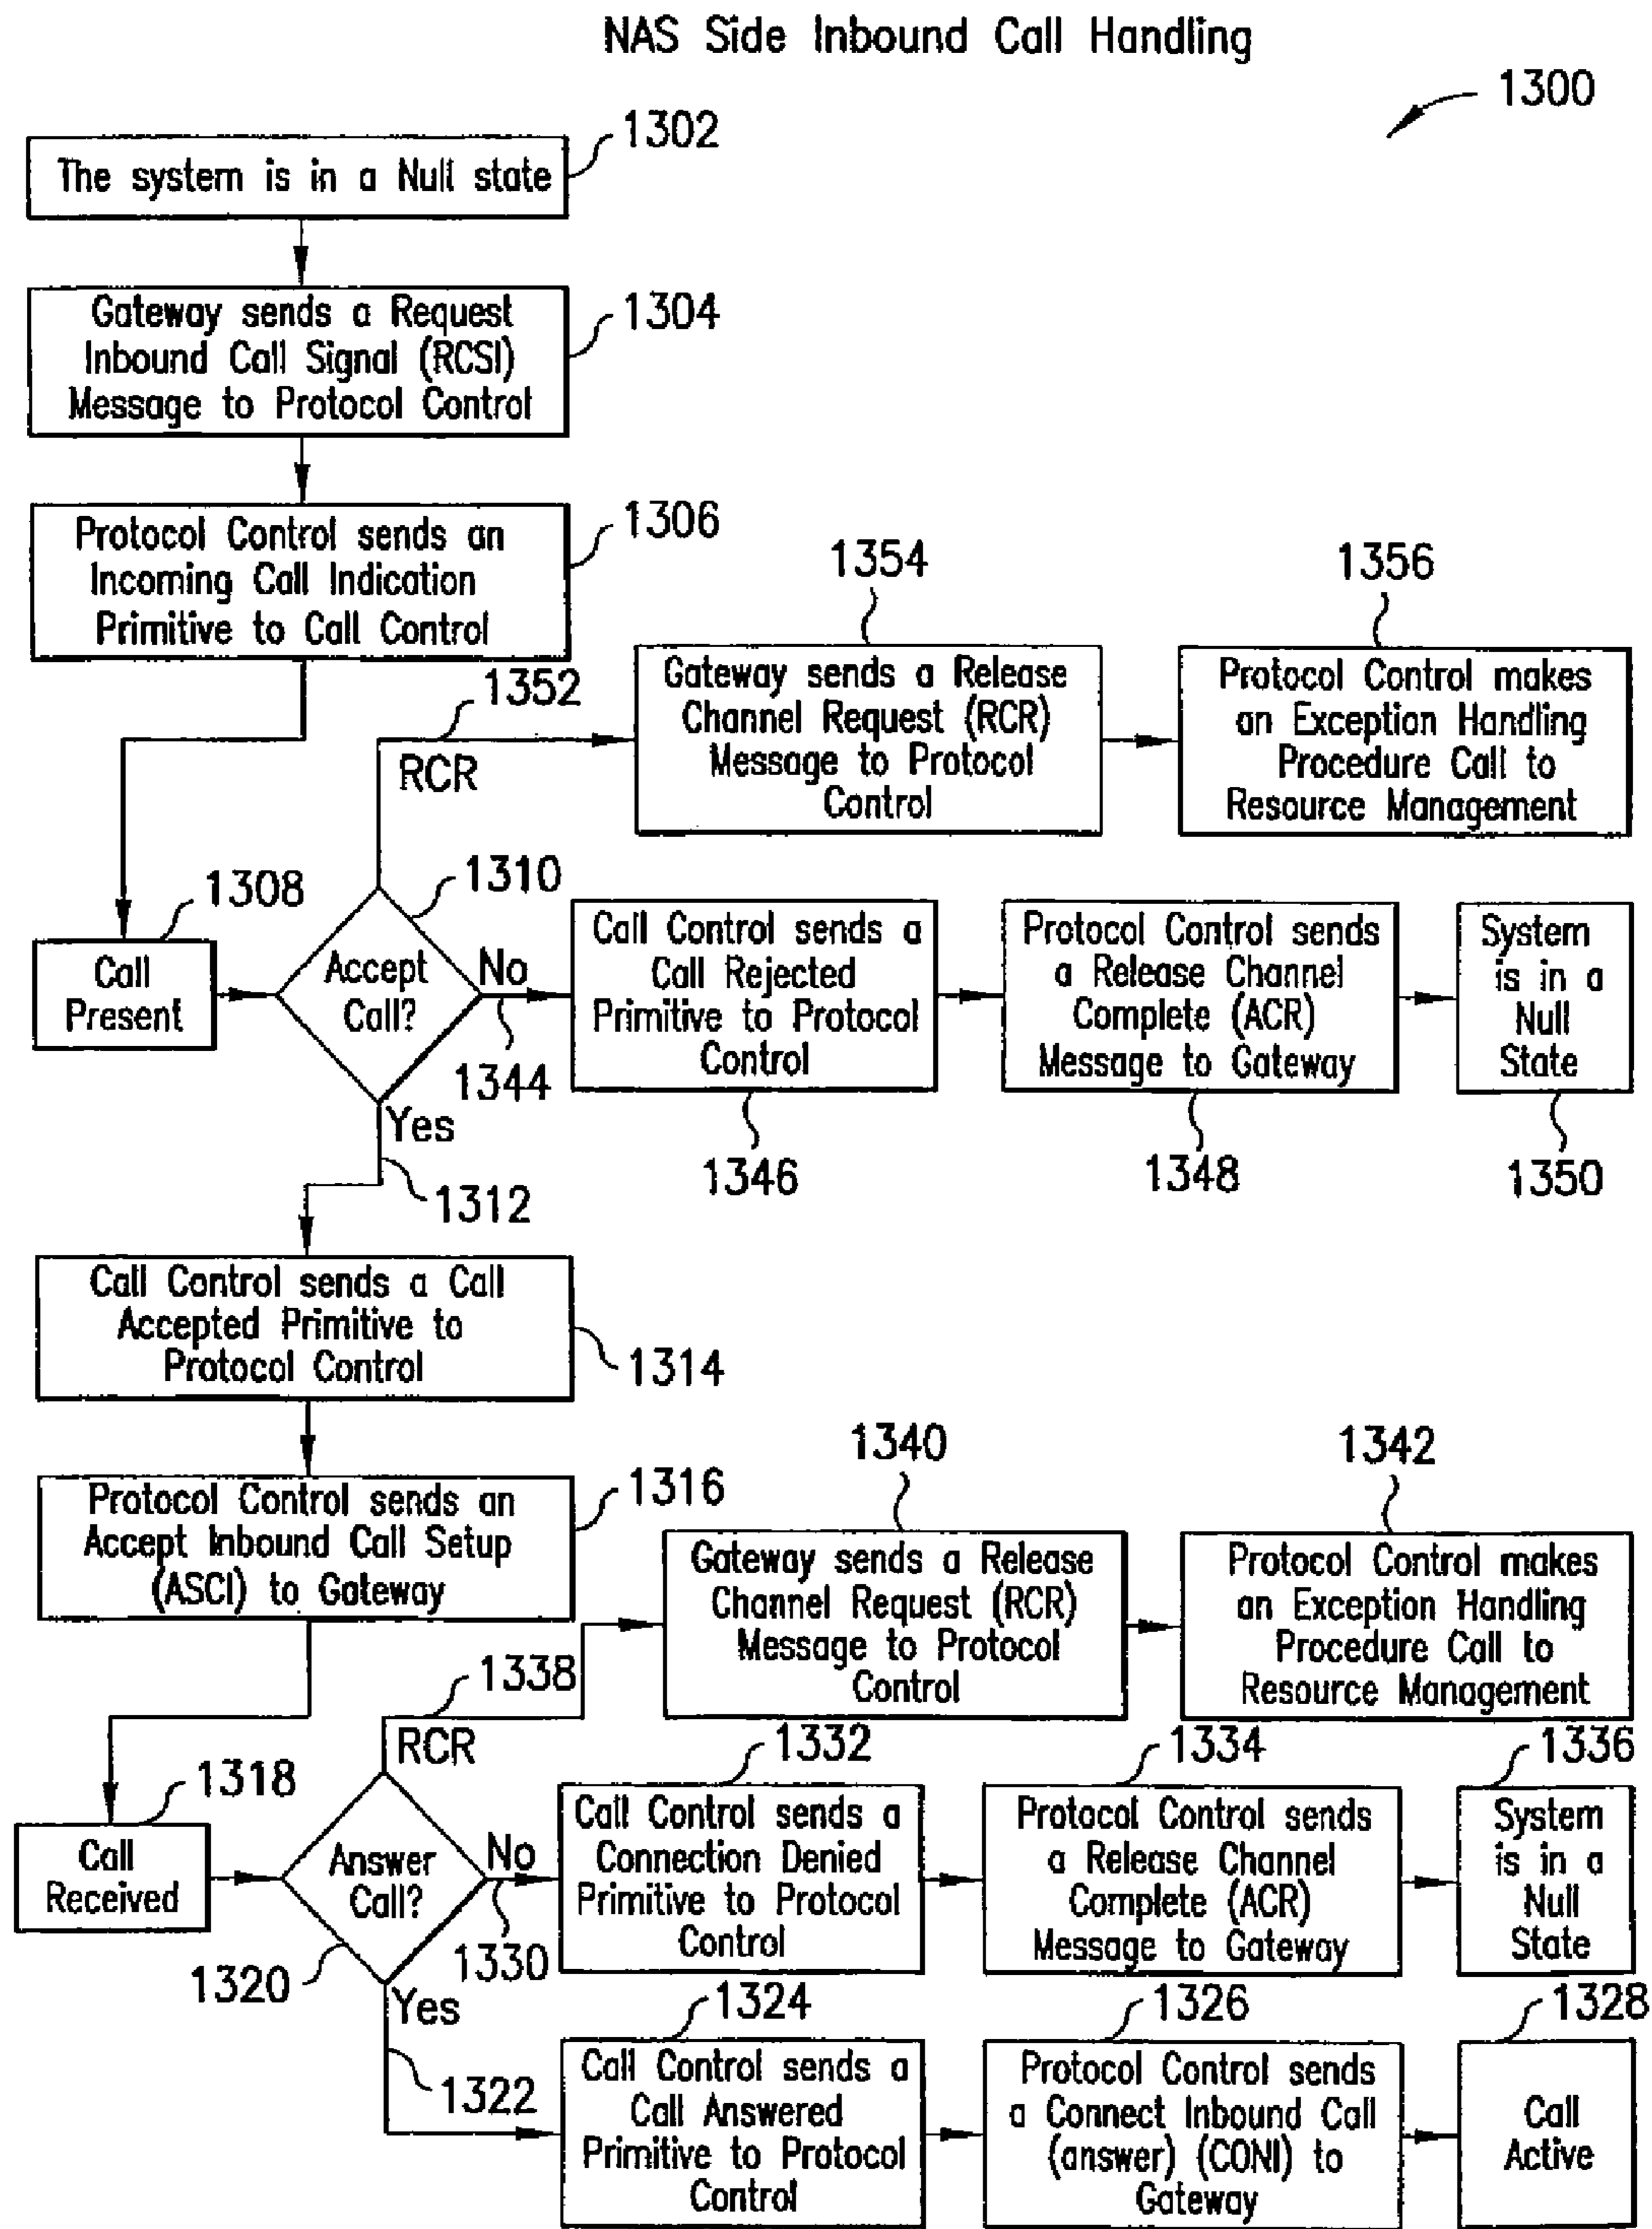 NAS Side Inbound Call Handling
1300
1302
The system is in a Null state
1304
Gateway sends a Request
Inbound Call Signal (RCSI)
Message to Protocol Control
1306
Protocol Control sends an
Incoming Call Indication
Primitive to Call Control
1352
RCR
1354
Gateway sends a Release
Channel Request (RCR)
Message to Protocol
Control
1356
Protocol Control makes
an Exception Handling
Procedure Call to
Resource Management
1308
Call
Present
1310
Accept
Call?
No
1344
Call Control sends a
Call Rejected
Primitive to Protocol
Control
1346
Protocol Control sends
a Release Channel
Complete (ACR)
Message to Gateway
1348
System
is in a
Null
State
1350
Yes
1312
Call Control sends a Call
Accepted Primitive to
Protocol Control
1314
Protocol Control sends an
Accept Inbound Call Setup
(ASCI) to Gateway
1316
1338
RCR
1340
Gateway sends a Release
Channel Request (RCR)
Message to Protocol
Control
1342
Protocol Control makes
an Exception Handling
Procedure Call to
Resource Management
1318
Call
Received
Answer
Call?
1320
No
1330
1332
Call Control sends a
Connection Denied
Primitive to Protocol
Control
1334
Protocol Control sends
a Release Channel
Complete (ACR)
Message to Gateway
1336
System
is in a
Null
State
Yes
1322
1324
Call Control sends a
Call Answered
Primitive to Protocol
Control
1326
Protocol Control sends
a Connect Inbound Call
(answer) (CONI) to
Gateway
1328
Call
Active